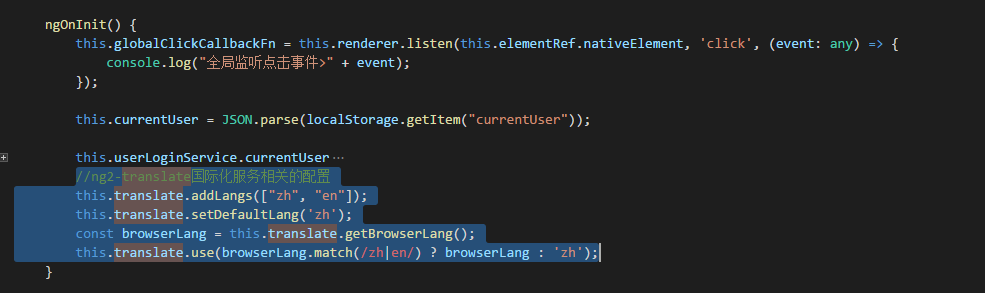 ngOnInit() {
this.globalClickCallbackFn = this.renderer.listen(this.elementRef.nativeElement, 'click', (event: any) => {
console.log("全局监听点击事件>" + event);
});
this.currentUser = JSON.parse(localStorage.getItem("currentUser"));
this.userLoginService.currentUser ...
//ng2-translate国际化服务相关的配置
this.translate.addLangs(["zh", "en"]);
this.translate.setDefaultLang('zh');
const browserLang = this.translate.getBrowserLang();
this.translate.use(browserLang.match(/zh|en/) ? browserLang : 'zh');
}